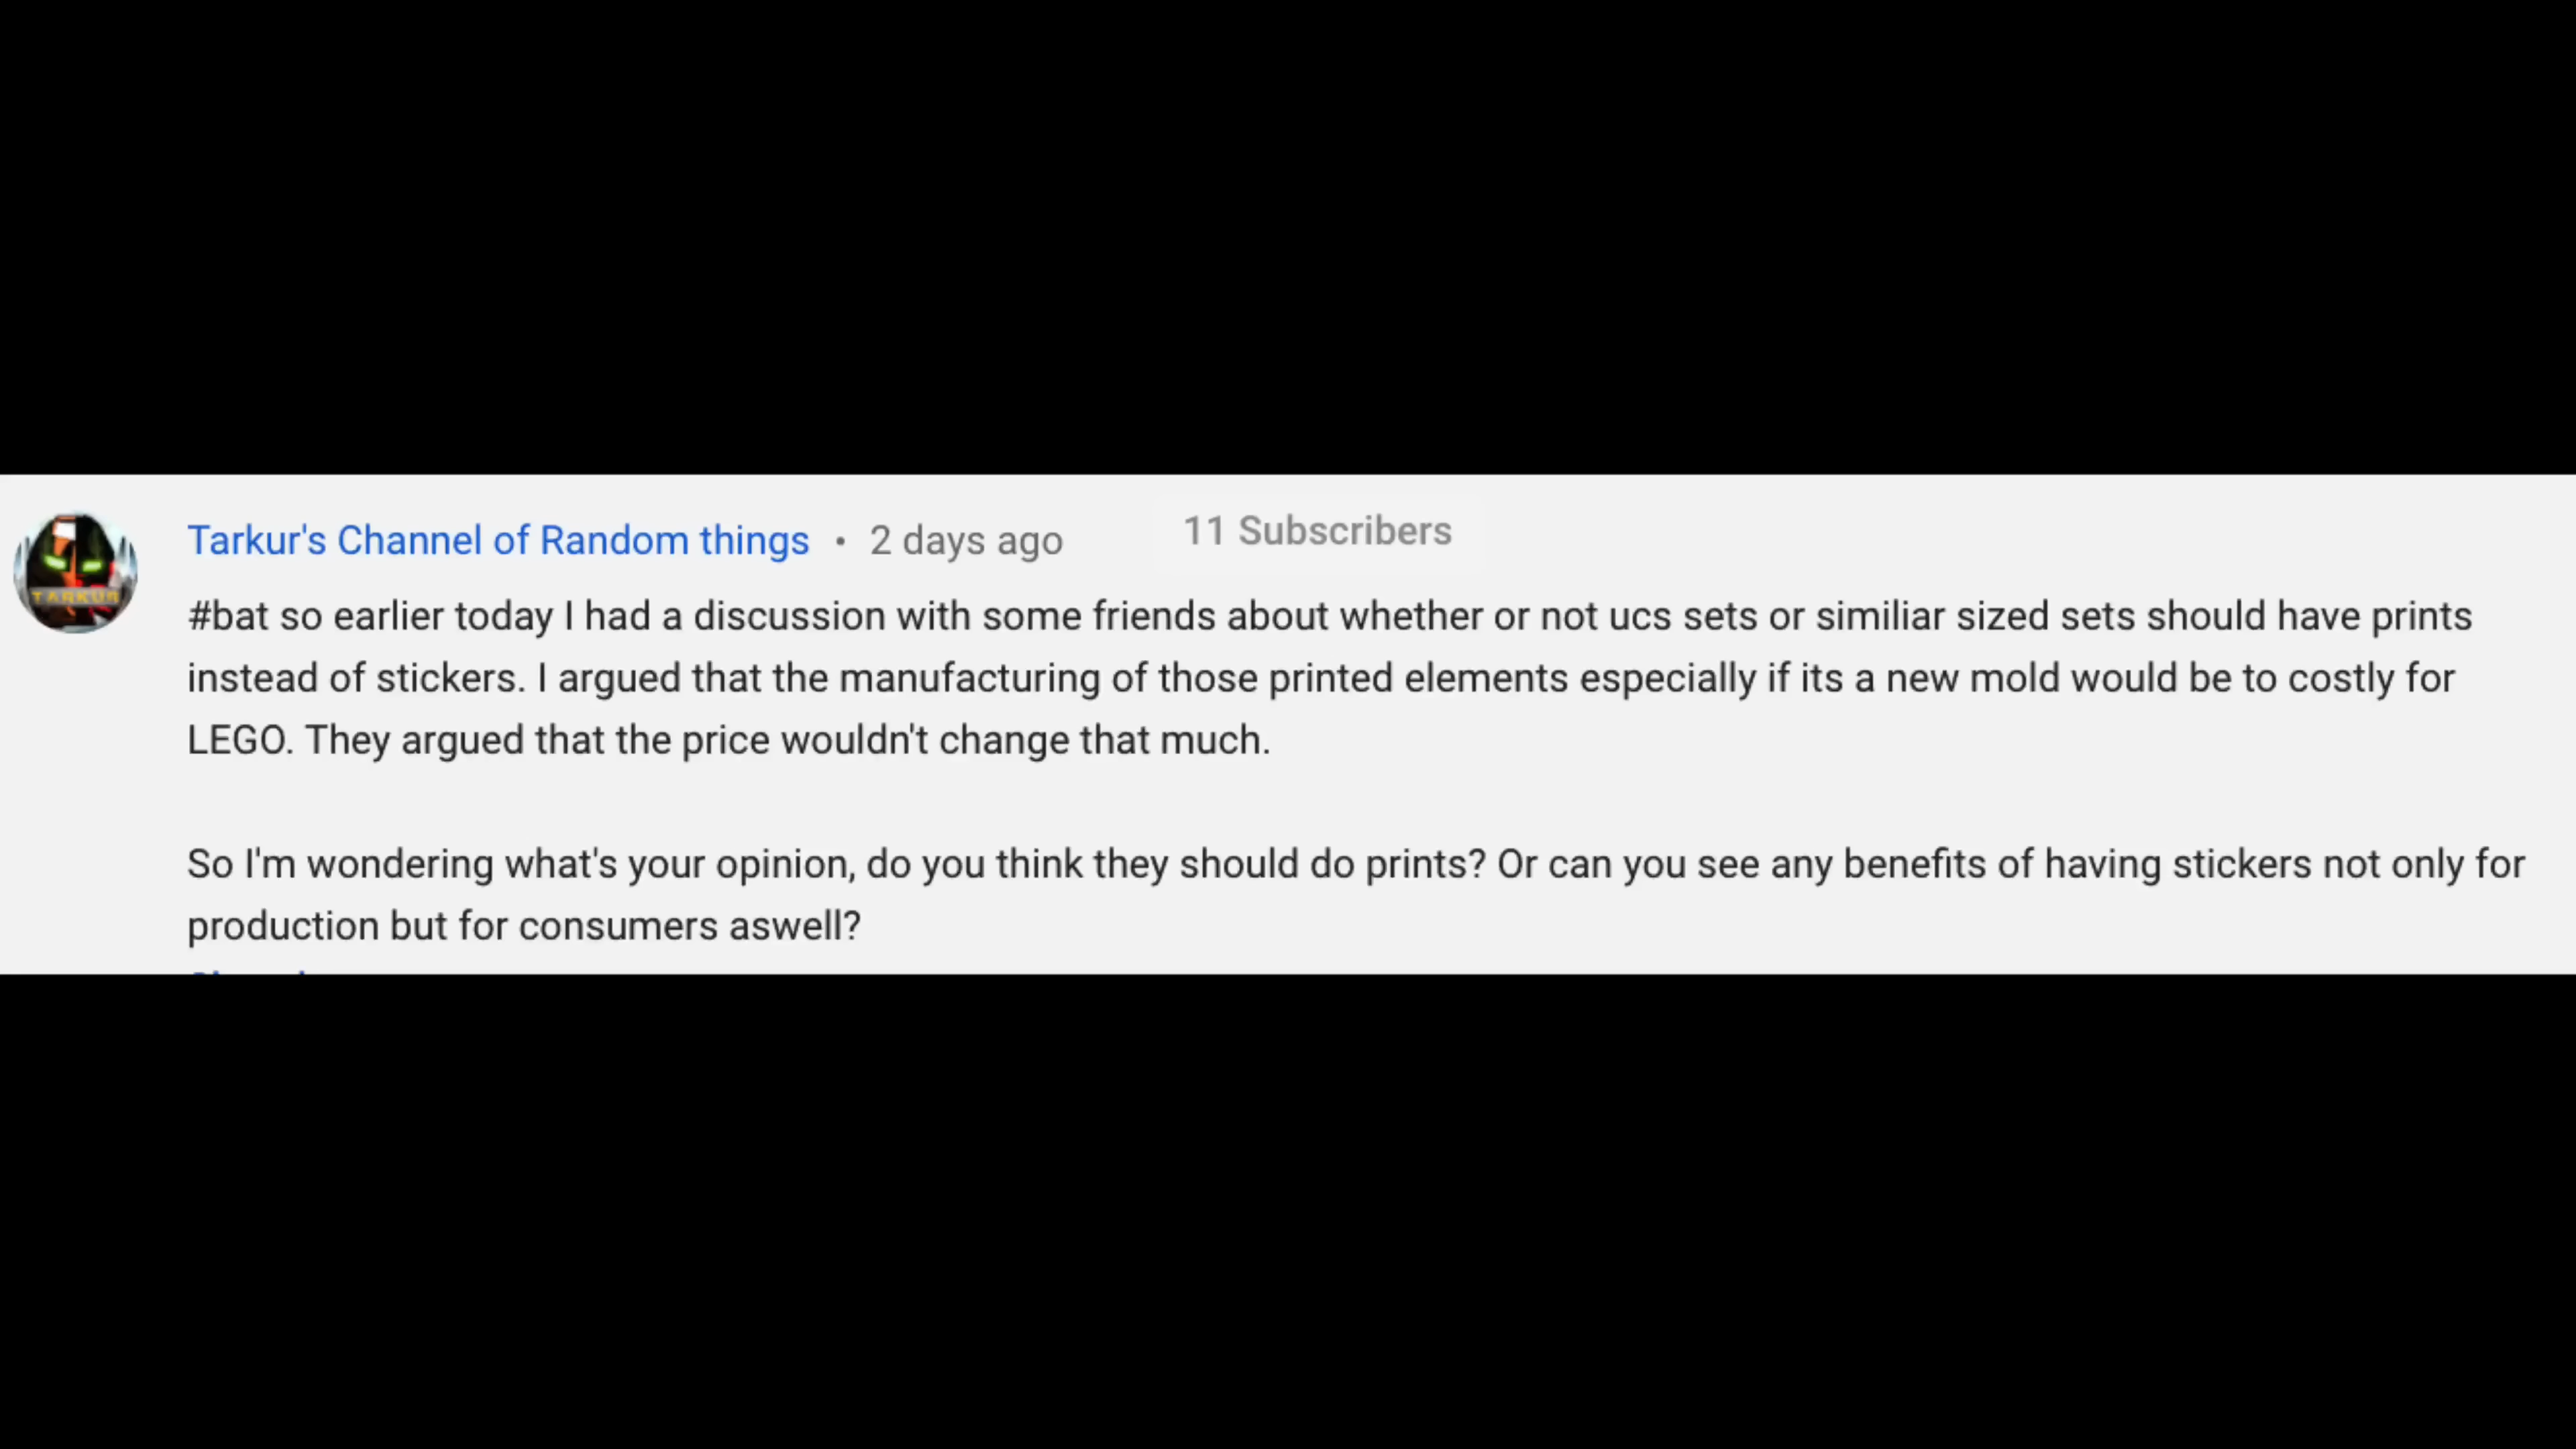 Tarkur's Channel of Random things • 2 days ago 11 Subscribers
TARKUR
#bat so earlier today I had a discussion with some friends about whether or not ucs sets or similiar sized sets should have prints
instead of stickers. I argued that the manufacturing of those printed elements especially if its a new mold would be to costly for
LEGO. They argued that the price wouldn't change that much.
So I'm wondering what's your opinion, do you think they should do prints? Or can you see any benefits of having stickers not only for
production but for consumers aswell?